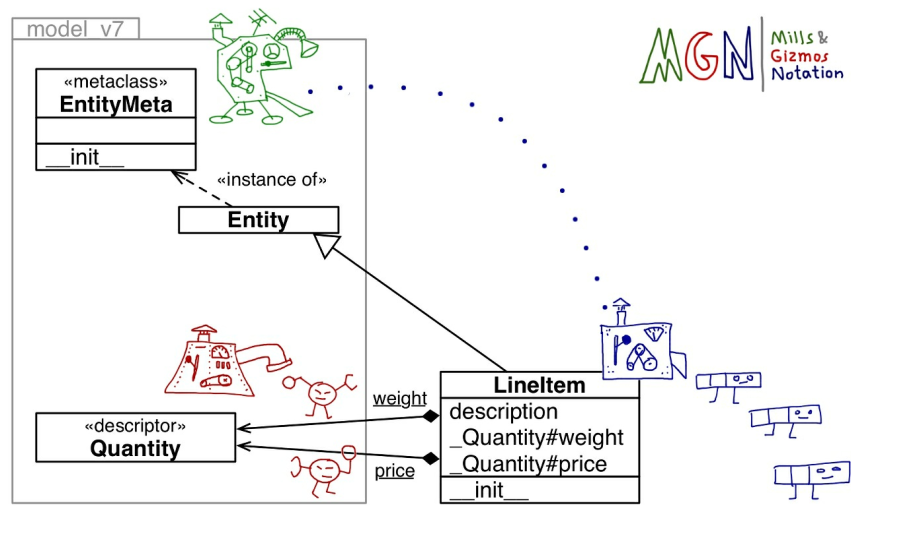 model_v7
MGN
Mills &
Gizmos
Notation
«metaclass»
EntityMeta
__init__
«instance of»
Entity
weight
LineItem
description
_Quantity#weight
_Quantity#price
__init__
«descriptor»
Quantity
price